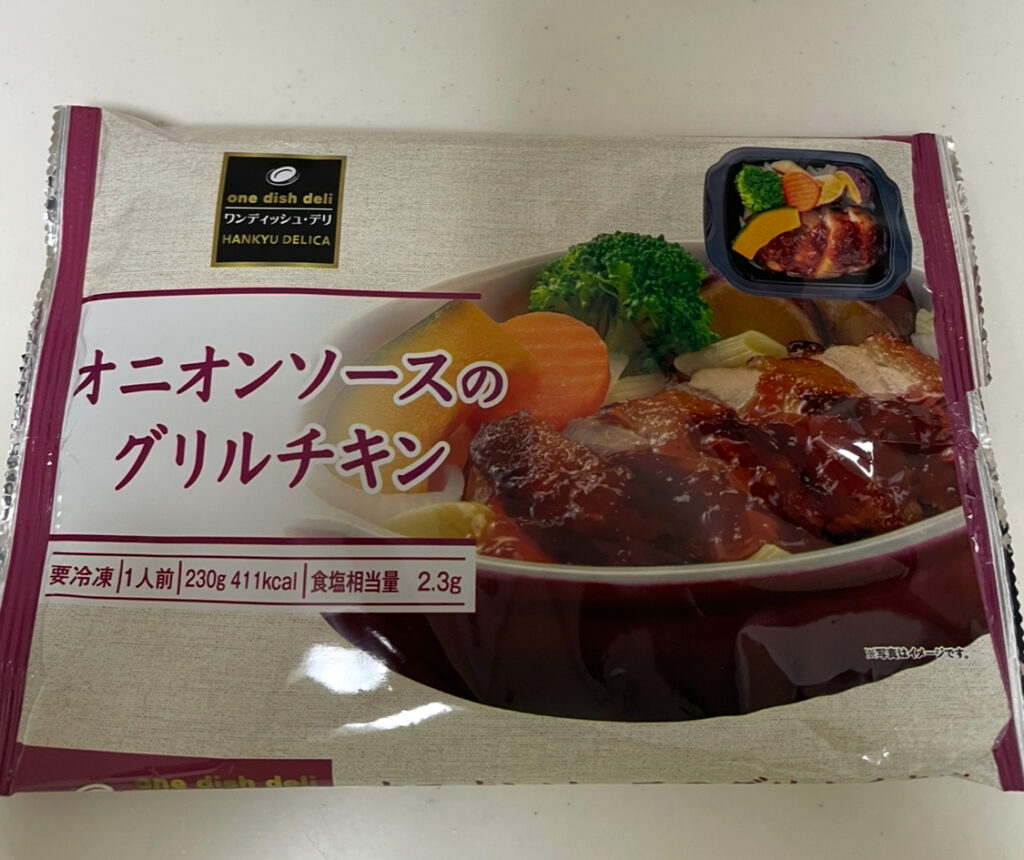 one dish deli
ワンディッシュ・デリ
HANKYU DELICA
オニオンソースの
グリルチキン
要冷凍 1人前 230g 411kcal 食塩相当量 2.3g
※写真はイメージです。
one dish deli